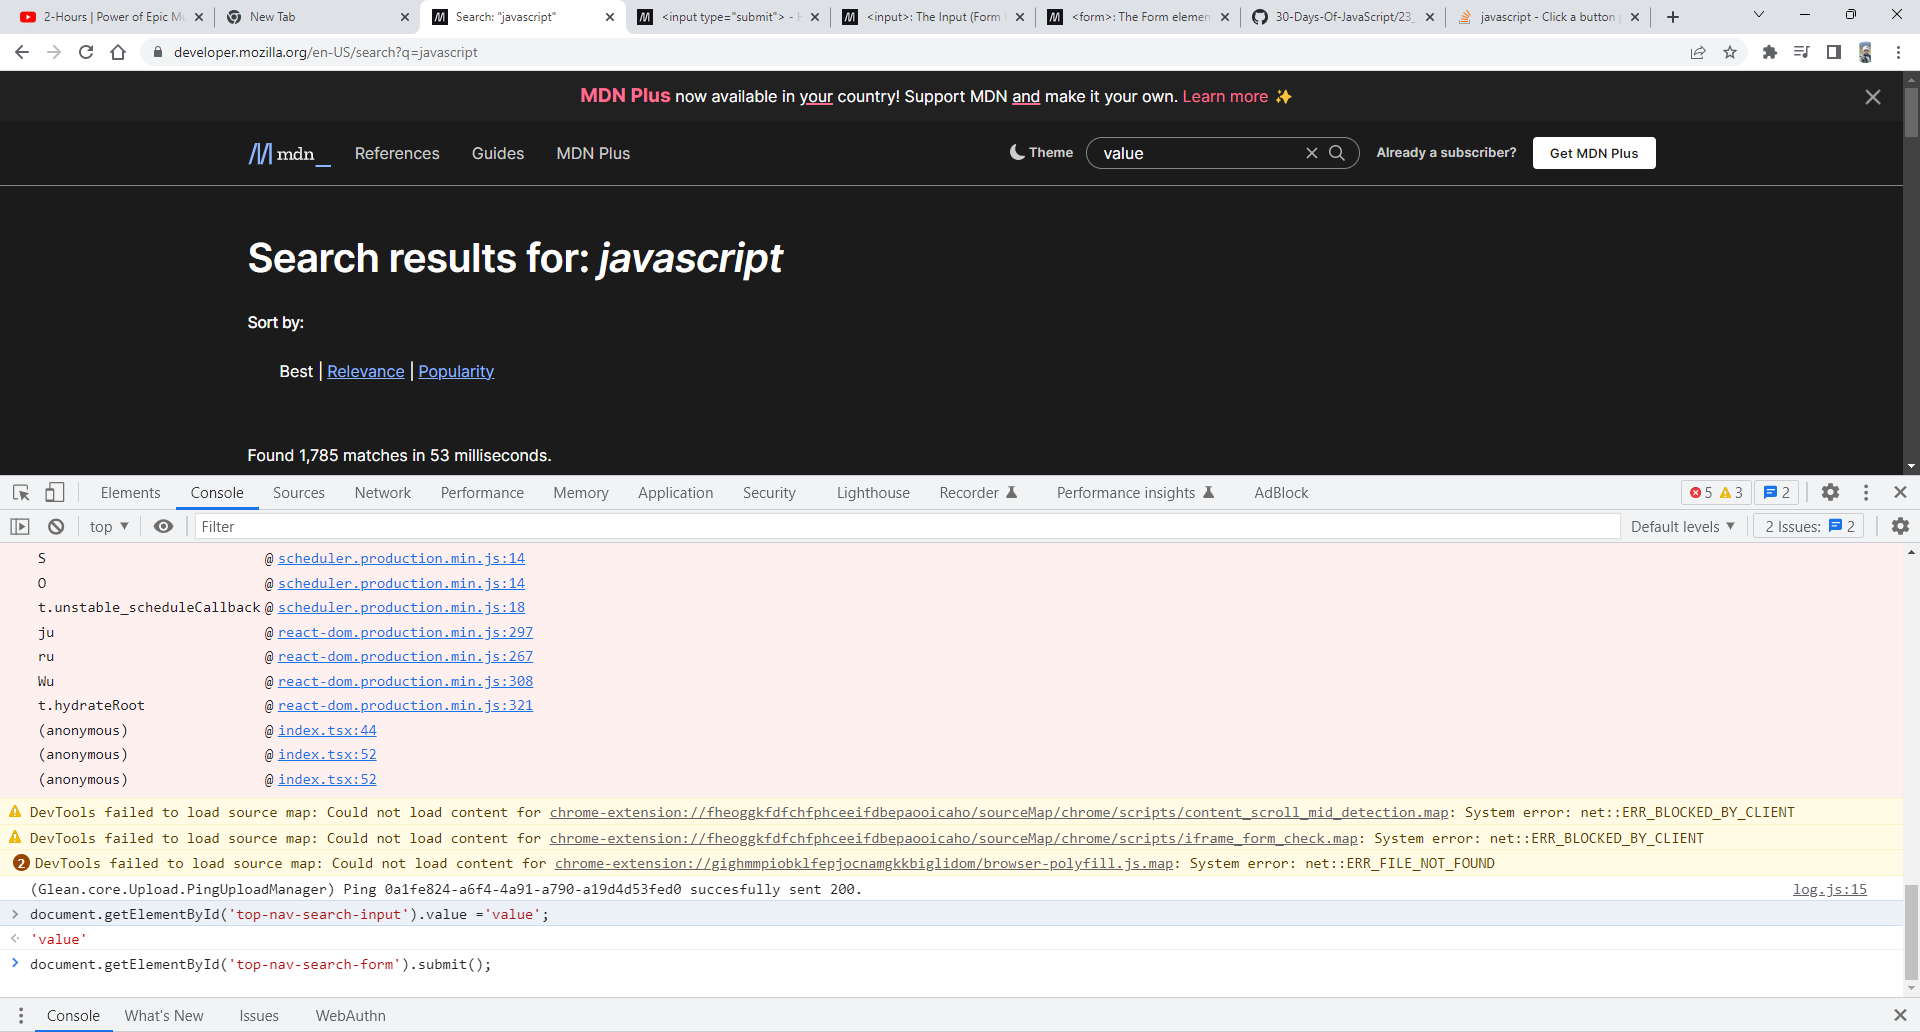 2-Hours | Power of Epic Mu
New Tab
Search: "javascript"
<input type="submit"> - H
<input>: The Input (Form I
<form>: The Form elemen
30-Days-Of-JavaScript/23_
javascript - Click a button p
developer.mozilla.org/en-US/search?q=javascript
MDN Plus now available in your country! Support MDN and make it your own. Learn more ✨
mdn_
References
Guides
MDN Plus
Theme
value
Already a subscriber?
Get MDN Plus
Search results for: javascript
Sort by:
Best | Relevance | Popularity
Found 1,785 matches in 53 milliseconds.
Elements
Console
Sources
Network
Performance
Memory
Application
Security
Lighthouse
Recorder
Performance insights
AdBlock
5
3
2
top ▼
Filter
Default levels ▼
2 Issues: 2
S @ scheduler.production.min.js:14
O @ scheduler.production.min.js:14
t.unstable_scheduleCallback @ scheduler.production.min.js:18
ju @ react-dom.production.min.js:297
ru @ react-dom.production.min.js:267
Wu @ react-dom.production.min.js:308
t.hydrateRoot @ react-dom.production.min.js:321
(anonymous) @ index.tsx:44
(anonymous) @ index.tsx:52
(anonymous) @ index.tsx:52
DevTools failed to load source map: Could not load content for chrome-extension://fheoggkfdfchfphceeifdbepaooicaho/sourceMap/chrome/scripts/content_scroll_mid_detection.map: System error: net::ERR_BLOCKED_BY_CLIENT
DevTools failed to load source map: Could not load content for chrome-extension://fheoggkfdfchfphceeifdbepaooicaho/sourceMap/chrome/scripts/iframe_form_check.map: System error: net::ERR_BLOCKED_BY_CLIENT
2 DevTools failed to load source map: Could not load content for chrome-extension://gighmmpiobklfepjocnamgkkbiglidom/browser-polyfill.js.map: System error: net::ERR_FILE_NOT_FOUND
(Glean.core.Upload.PingUploadManager) Ping 0a1fe824-a6f4-4a91-a790-a19d4d53fed0 succesfully sent 200. log.js:15
> document.getElementById('top-nav-search-input').value ='value';
'value'
> document.getElementById('top-nav-search-form').submit();
Console
What's New
Issues
WebAuthn